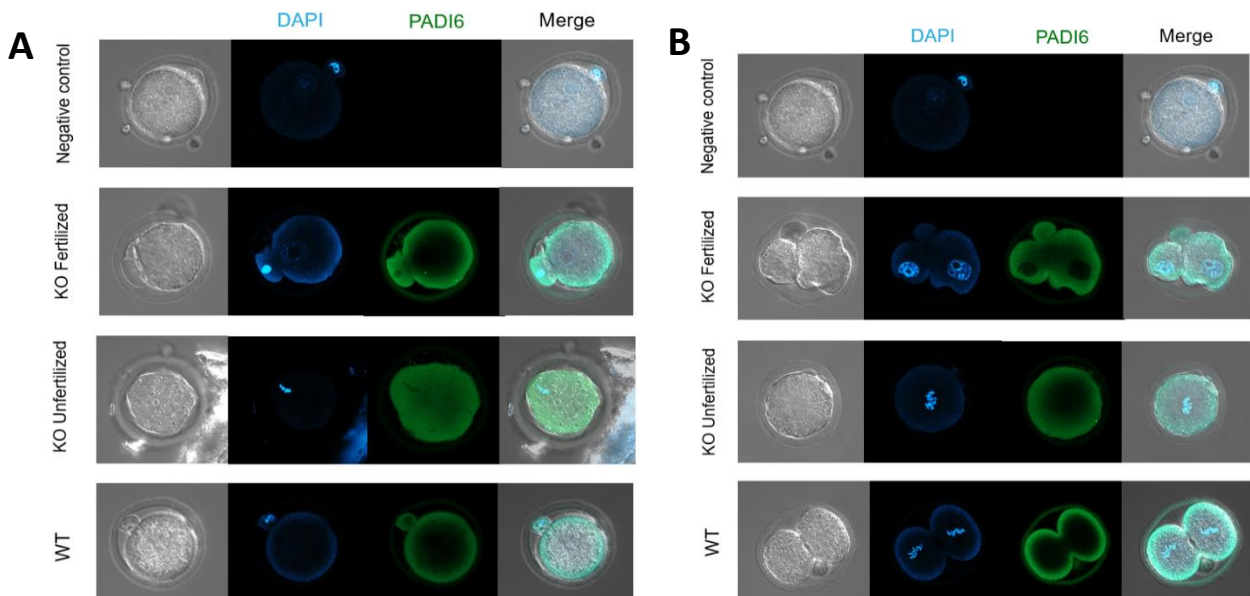 A
DAPI PADI6 Merge
Negative control
KO Fertilized
KO Unfertilized
WT
B
DAPI PADI6 Merge
Negative control
KO Fertilized
KO Unfertilized
WT